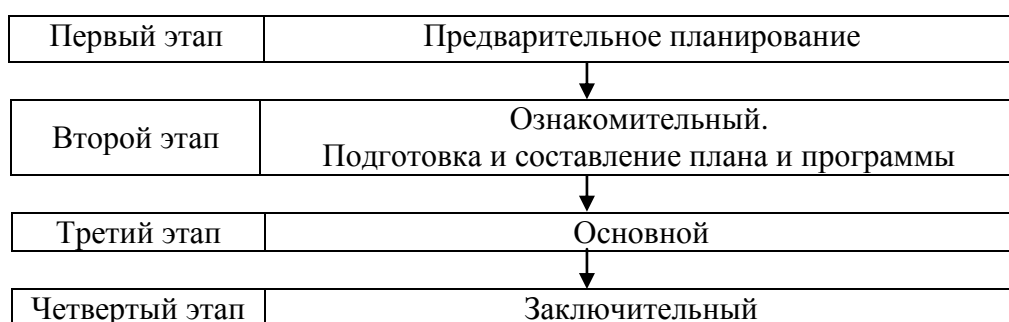 Первый этап Предварительное планирование
Второй этап Ознакомительный.
Подготовка и составление плана и программы
Третий этап Основной
Четвертый этап Заключительный